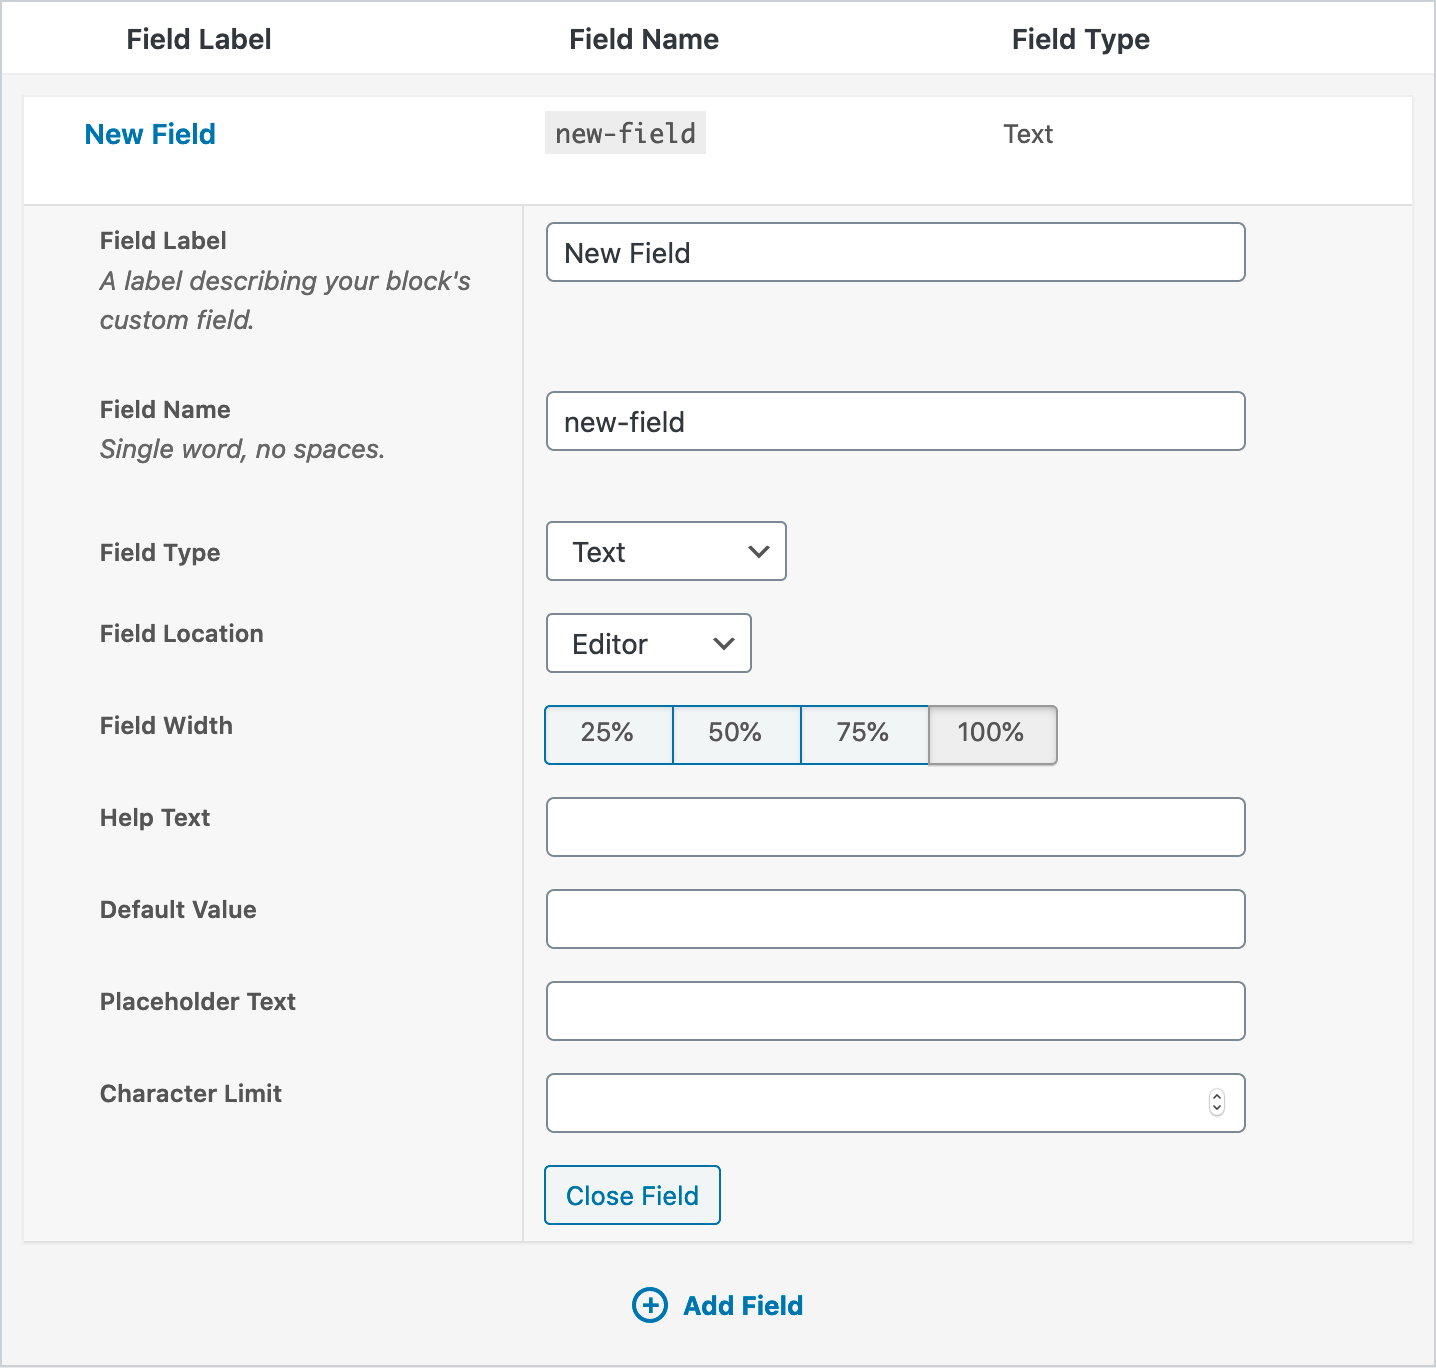 Field Label Field Name Field Type
New Field new-field Text
Field Label New Field
A label describing your block's
custom field.
Field Name new-field
Single word, no spaces.
Field Type Text
Field Location Editor
Field Width 25% 50% 75% 100%
Help Text
Default Value
Placeholder Text
Character Limit
Close Field
Add Field